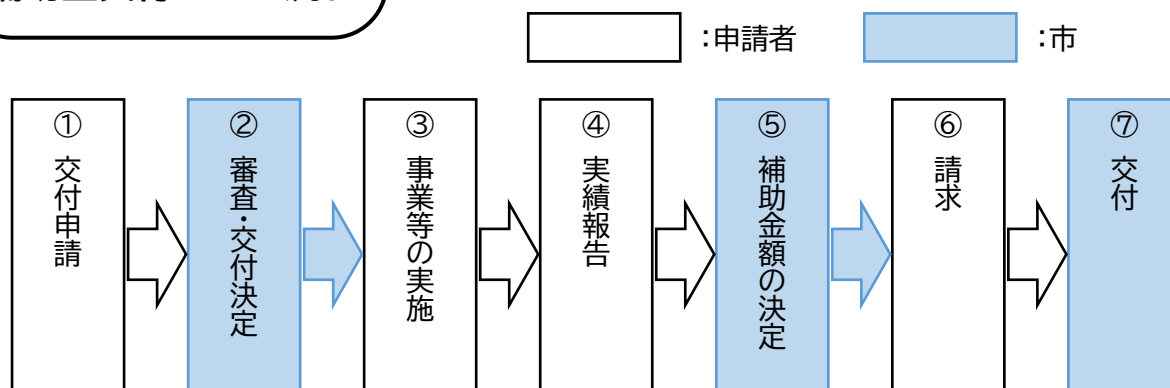 :申請者
:市
①
交付申請
②
審査・交付決定
③
事業等の実施
④
実績報告
⑤
補助金額の決定
⑥
請求
⑦
交付